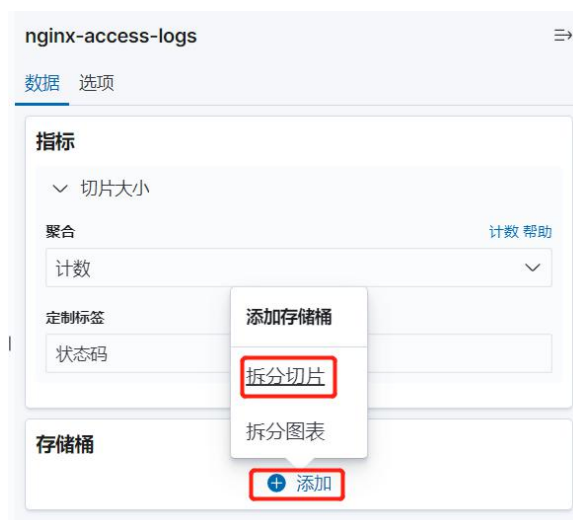 nginx-access-logs
数据 选项
指标
切片大小
聚合 计数 帮助
计数
定制标签
状态码
添加存储桶
拆分切片
拆分图表
存储桶
添加